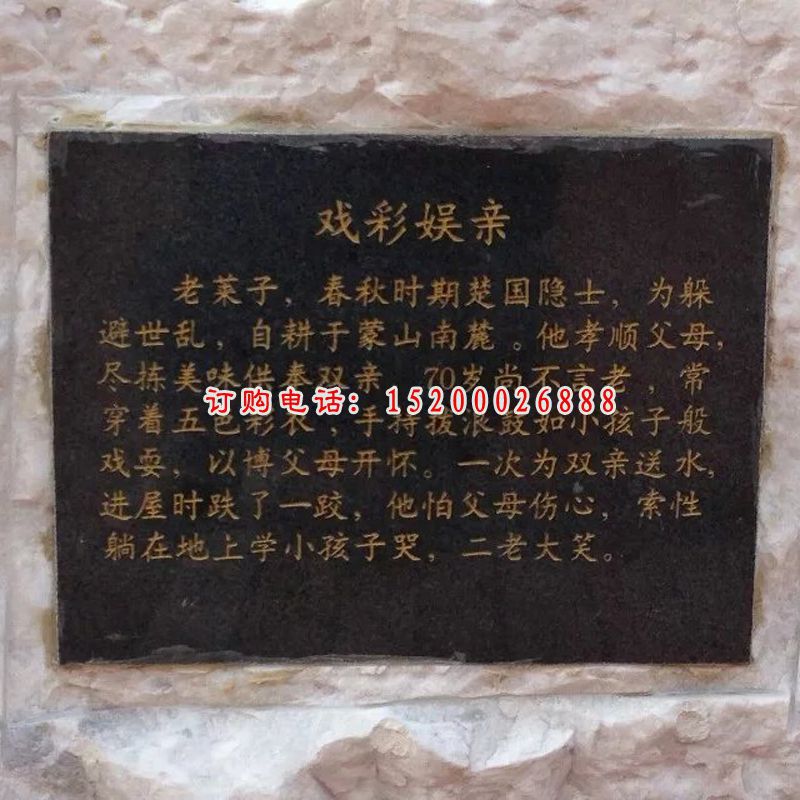 戏彩娱亲
老莱子，春秋时期楚国隐士，为躲
避世乱，自耕于蒙山南麓。他孝顺父母，
尽拣美味供奉双亲，70岁尚不言老，常
订购电话：15200026888
穿着五色彩衣，手持拨浪鼓如小孩子般
戏耍，以博父母开怀。一次为双亲送水，
进屋时跌了一跤，他怕父母伤心，索性
躺在地上学小孩子哭，二老大笑。